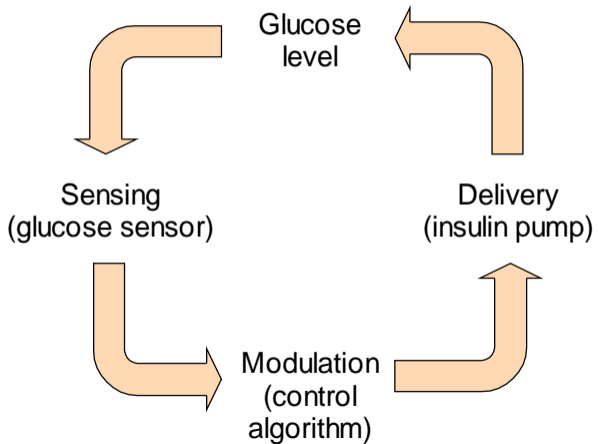 Glucose
level
Sensing
(glucose sensor)
Delivery
(insulin pump)
Modulation
(control
algorithm)